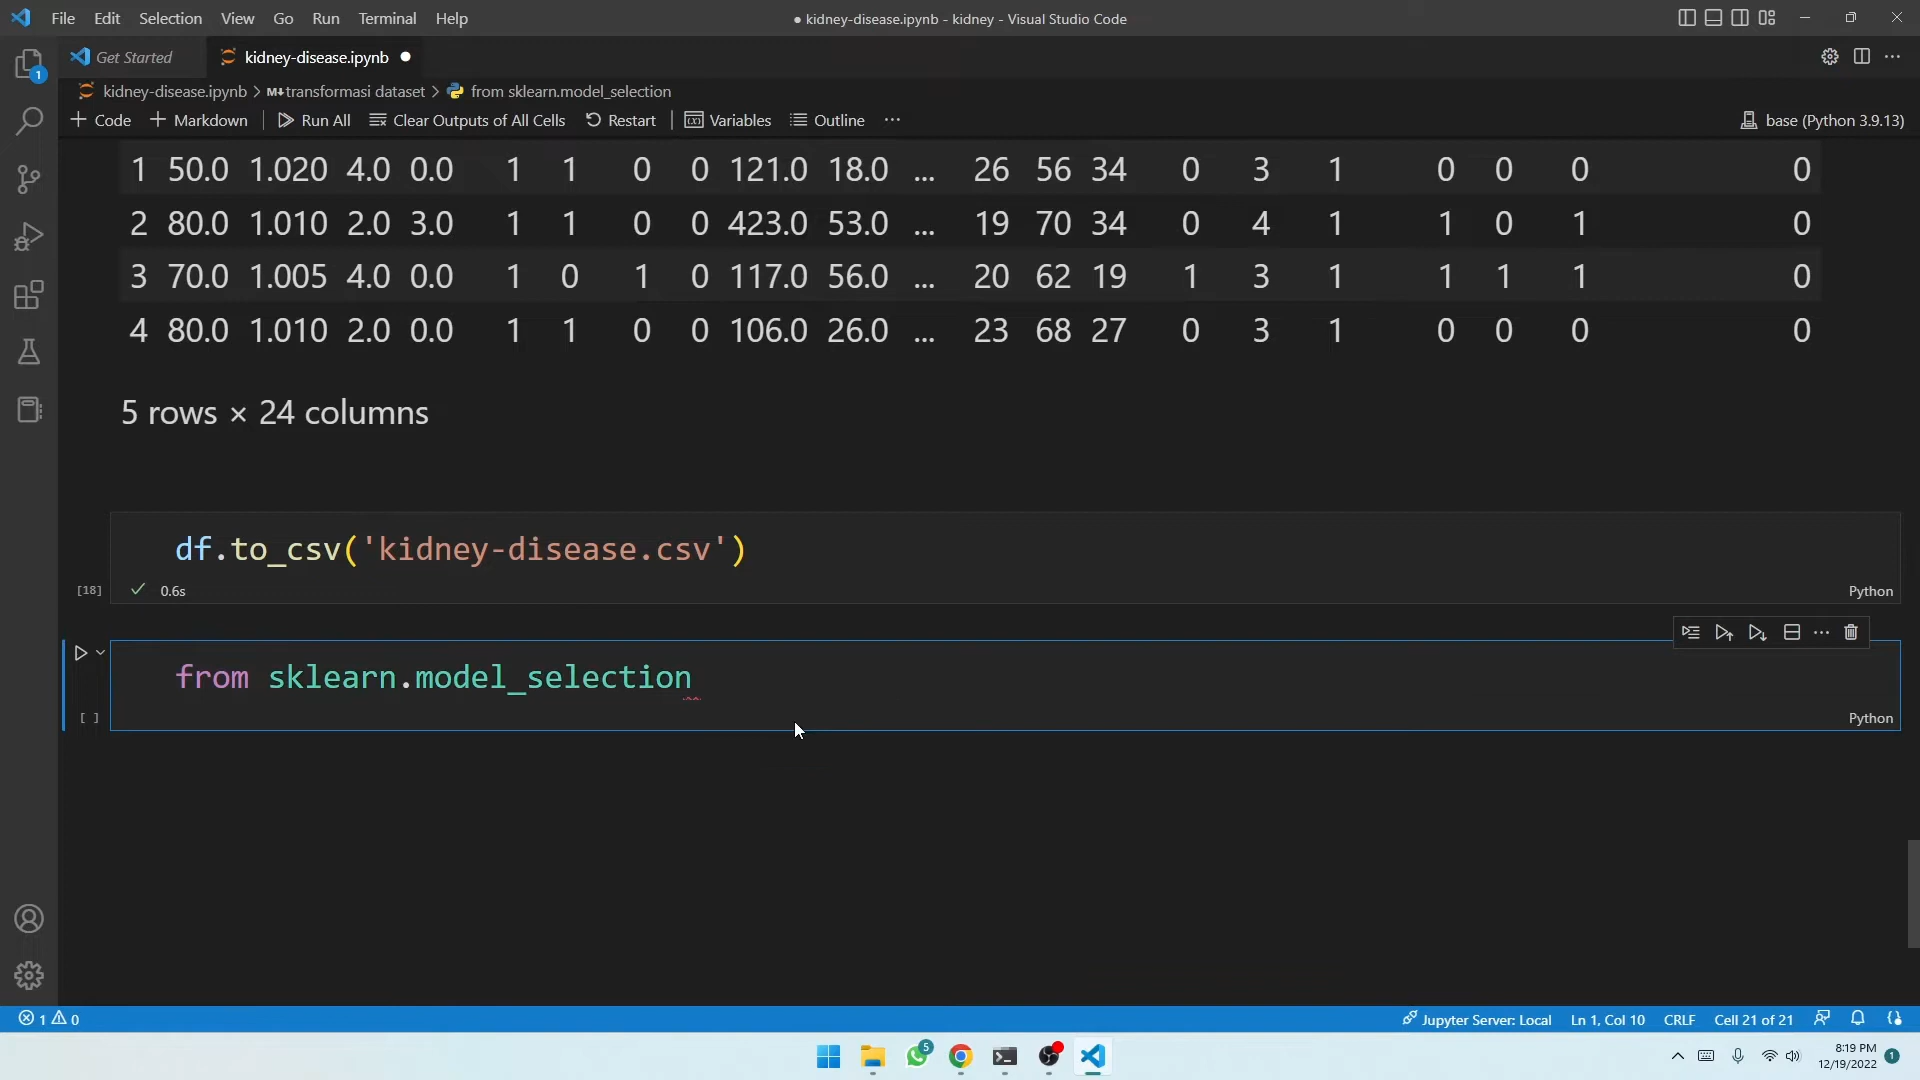 File Edit Selection View Go Run Terminal Help
● kidney-disease.ipynb - kidney - Visual Studio Code
Get Started
kidney-disease.ipynb ●
kidney-disease.ipynb > M↓ transformasi dataset > from sklearn.model_selection
+ Code + Markdown | Run All Clear Outputs of All Cells Restart | Variables Outline ...
base (Python 3.9.13)
1 50.0 1.020 4.0 0.0 1 1 0 0 121.0 18.0 ... 26 56 34 0 3 1 0 0 0 0
2 80.0 1.010 2.0 3.0 1 1 0 0 423.0 53.0 ... 19 70 34 0 4 1 1 0 1 0
3 70.0 1.005 4.0 0.0 1 0 1 0 117.0 56.0 ... 20 62 19 1 3 1 1 1 1 0
4 80.0 1.010 2.0 0.0 1 1 0 0 106.0 26.0 ... 23 68 27 0 3 1 0 0 0 0
5 rows × 24 columns
df.to_csv('kidney-disease.csv')
[18] ✓ 0.6s
Python
from sklearn.model_selection
[ ]
Python
1
1 0
Jupyter Server: Local Ln 1, Col 10 CRLF Cell 21 of 21
5
8:19 PM
12/19/2022
1